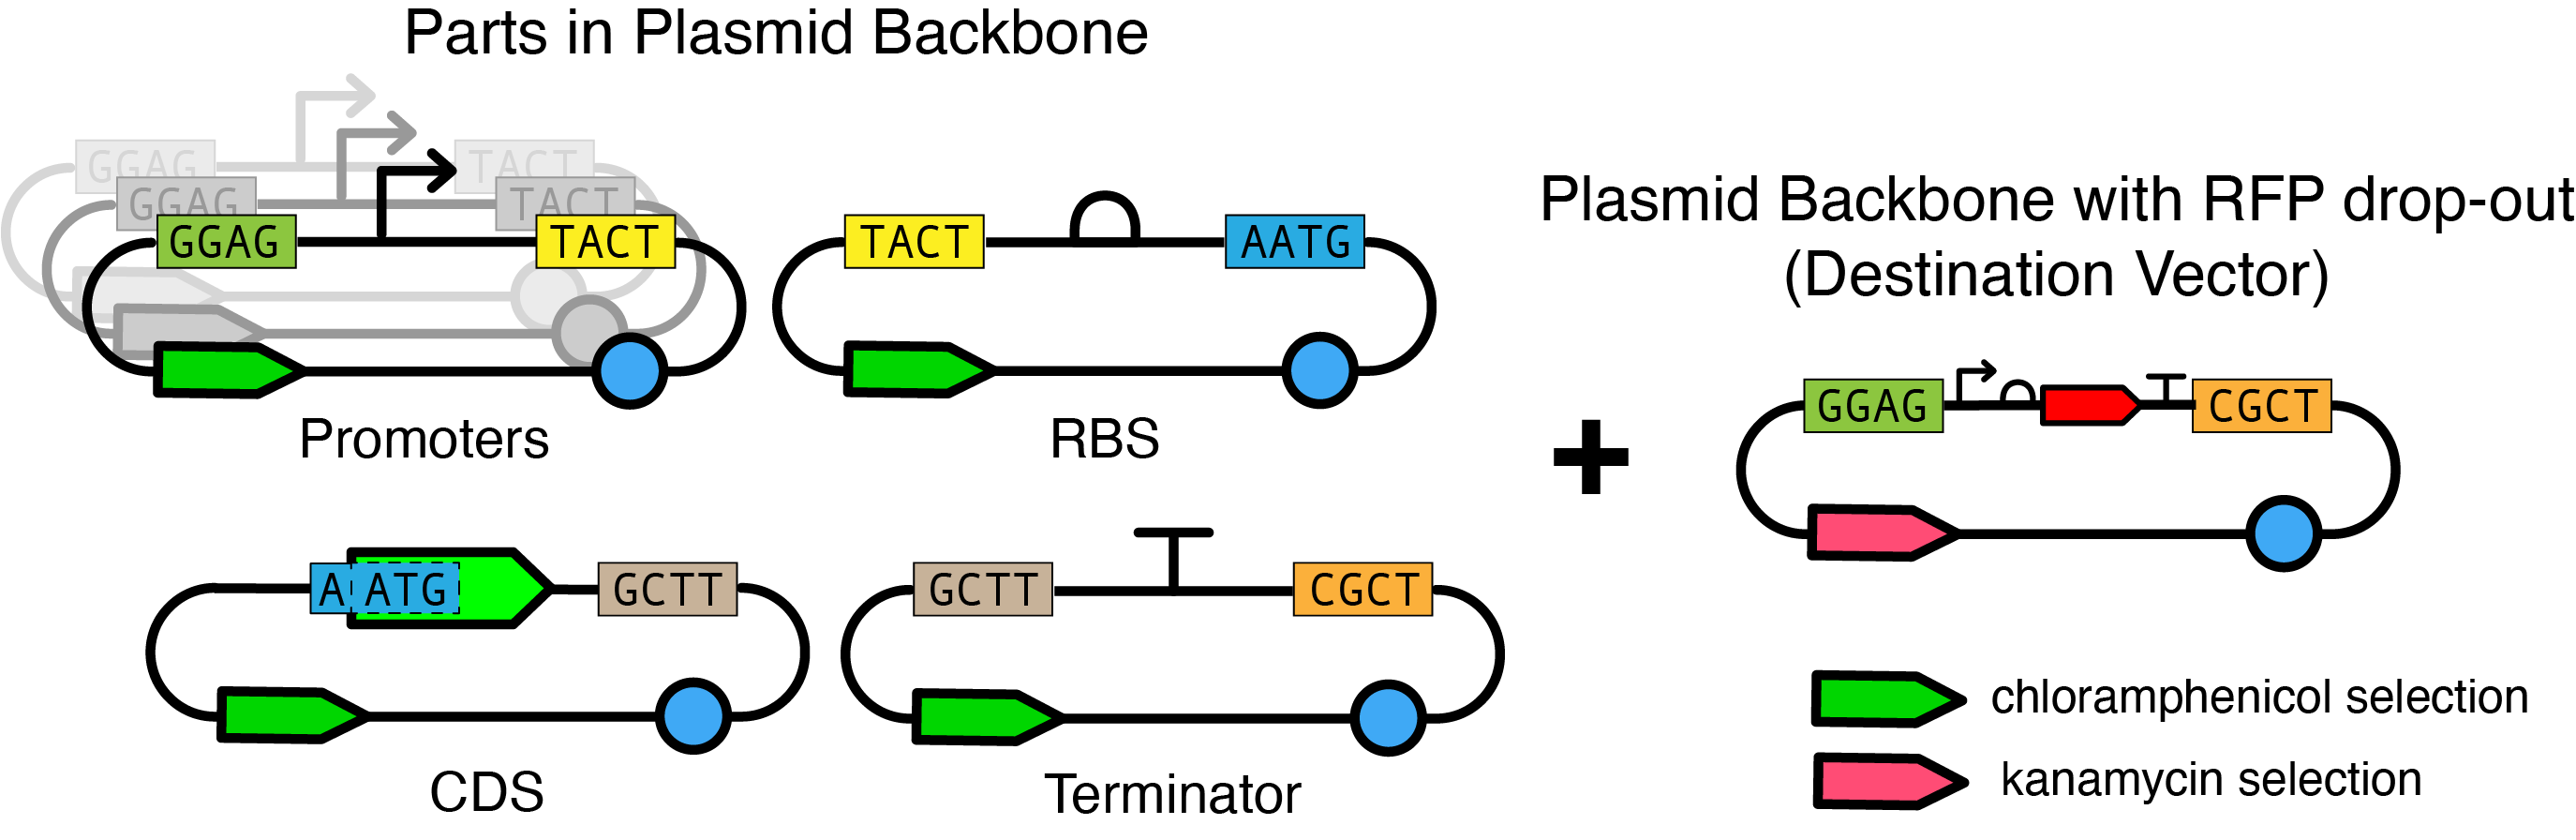 Parts in Plasmid Backbone
GGAG TACT
GGAG TACT
GGAG TACT
Promoters
TACT AATG
RBS
A ATG GCTT
CDS
GCTT CGCT
Terminator
+
Plasmid Backbone with RFP drop-out
(Destination Vector)
GGAG CGCT
chloramphenicol selection
kanamycin selection